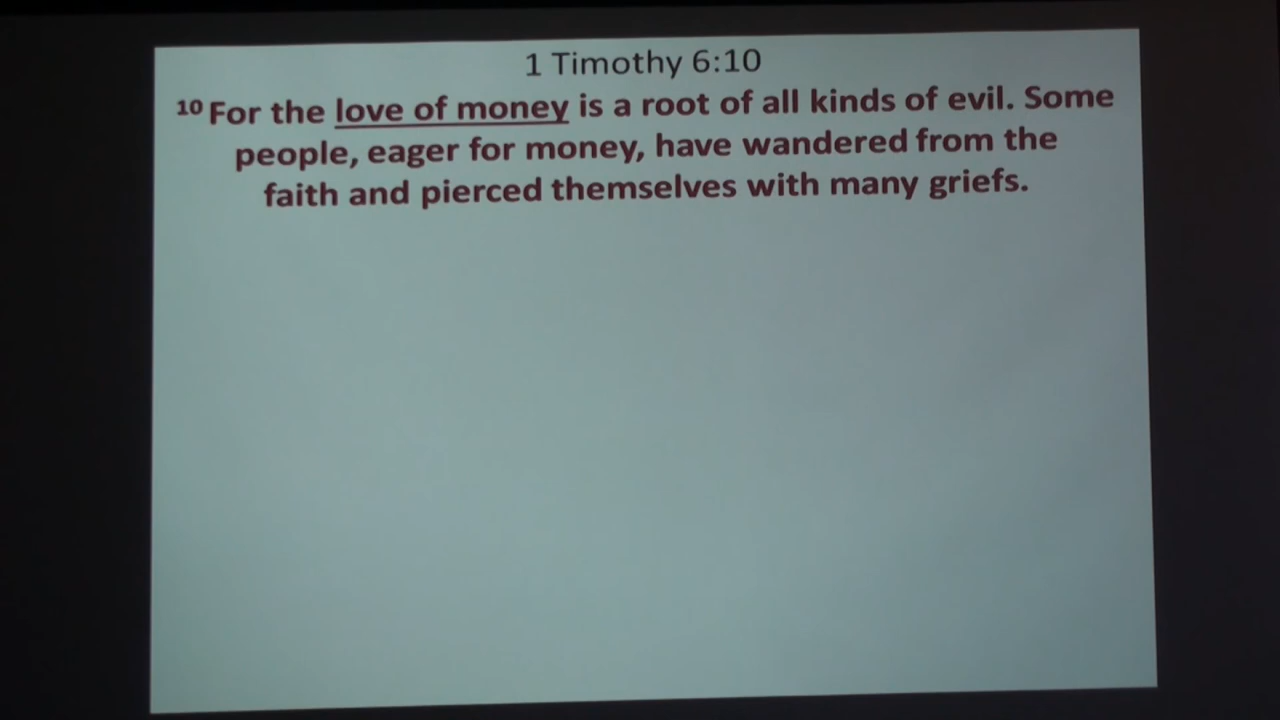 1 Timothy 6:10
10 For the love of money is a root of all kinds of evil. Some
people, eager for money, have wandered from the
faith and pierced themselves with many griefs.